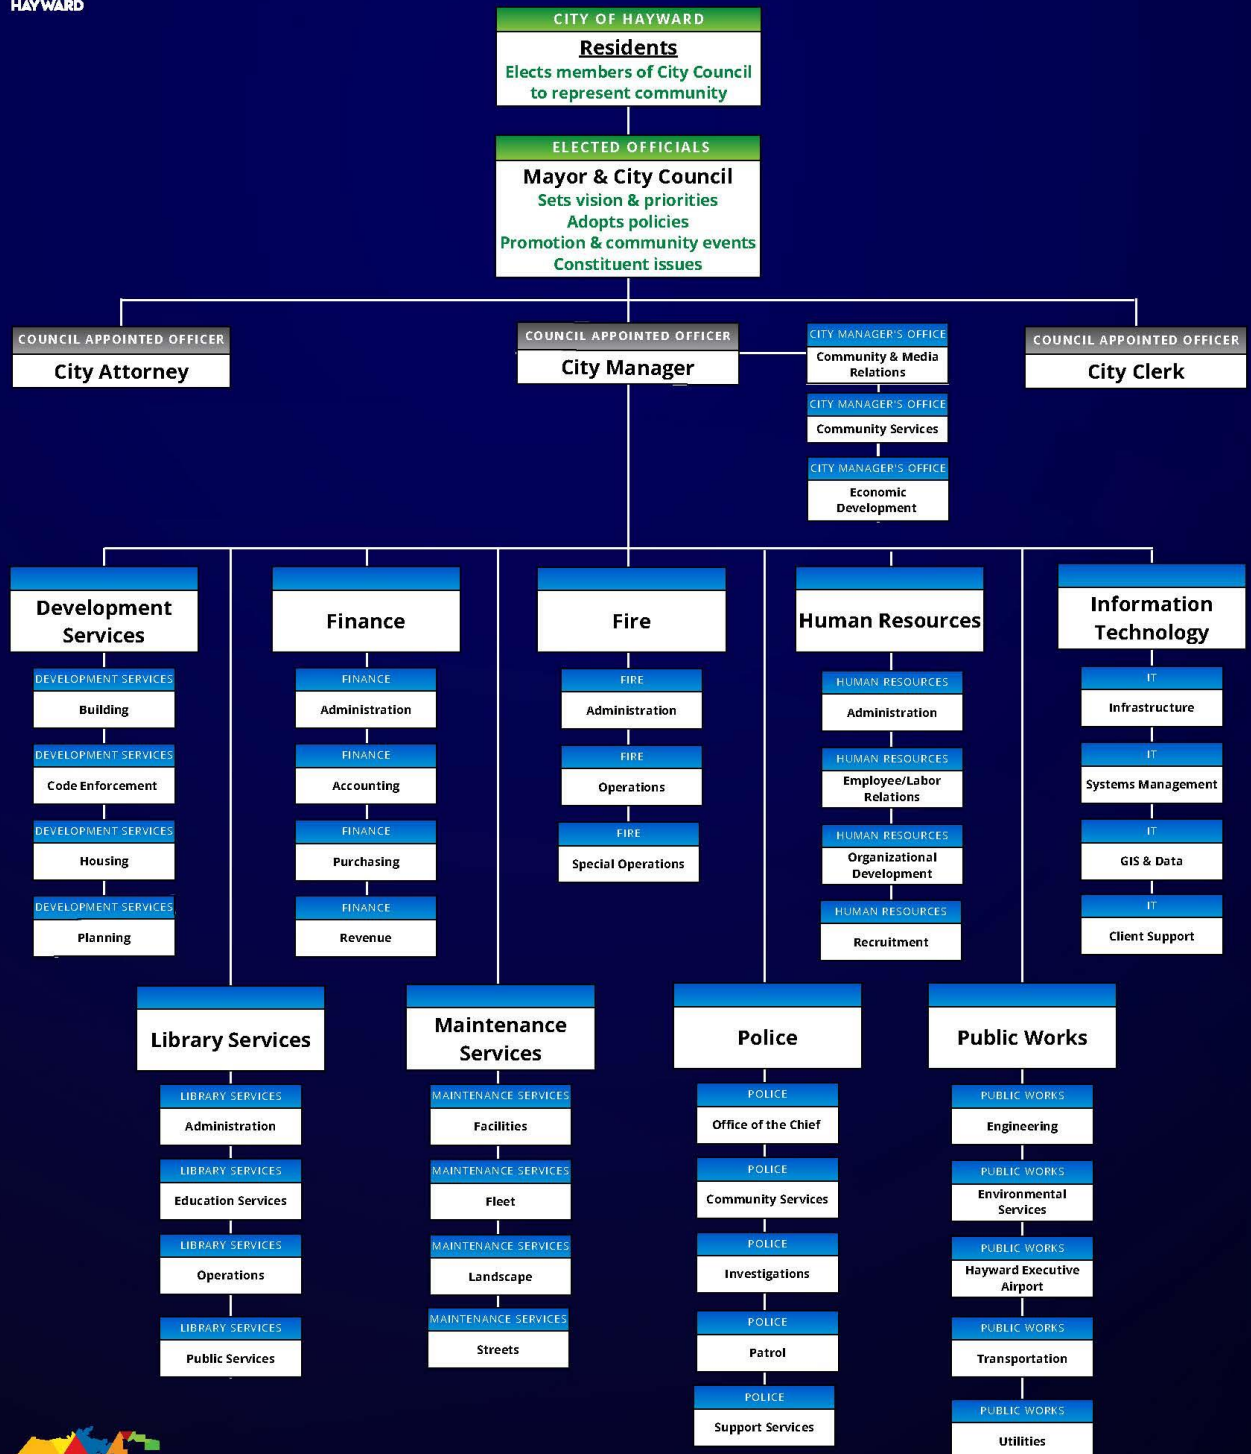 HAYWARD
CITY OF HAYWARD
Residents
Elects members of City Council
to represent community
ELECTED OFFICIALS
Mayor & City Council
Sets vision & priorities
Adopts policies
Promotion & community events
Constituent issues
COUNCIL APPOINTED OFFICER
City Attorney
COUNCIL APPOINTED OFFICER
City Manager
CITY MANAGER'S OFFICE
Community & Media
Relations
CITY MANAGER'S OFFICE
Community Services
CITY MANAGER'S OFFICE
Economic
Development
COUNCIL APPOINTED OFFICER
City Clerk
Development
Services
DEVELOPMENT SERVICES
Building
DEVELOPMENT SERVICES
Code Enforcement
DEVELOPMENT SERVICES
Housing
DEVELOPMENT SERVICES
Planning
Finance
FINANCE
Administration
FINANCE
Accounting
FINANCE
Purchasing
FINANCE
Revenue
Fire
FIRE
Administration
FIRE
Operations
FIRE
Special Operations
Human Resources
HUMAN RESOURCES
Administration
HUMAN RESOURCES
Employee/Labor
Relations
HUMAN RESOURCES
Organizational
Development
HUMAN RESOURCES
Recruitment
Information
Technology
IT
Infrastructure
IT
Systems Management
IT
GIS & Data
IT
Client Support
Library Services
LIBRARY SERVICES
Administration
LIBRARY SERVICES
Education Services
LIBRARY SERVICES
Operations
LIBRARY SERVICES
Public Services
Maintenance
Services
MAINTENANCE SERVICES
Facilities
MAINTENANCE SERVICES
Fleet
MAINTENANCE SERVICES
Landscape
MAINTENANCE SERVICES
Streets
Police
POLICE
Office of the Chief
POLICE
Community Services
POLICE
Investigations
POLICE
Patrol
POLICE
Support Services
Public Works
PUBLIC WORKS
Engineering
PUBLIC WORKS
Environmental
Services
PUBLIC WORKS
Hayward Executive
Airport
PUBLIC WORKS
Transportation
PUBLIC WORKS
Utilities